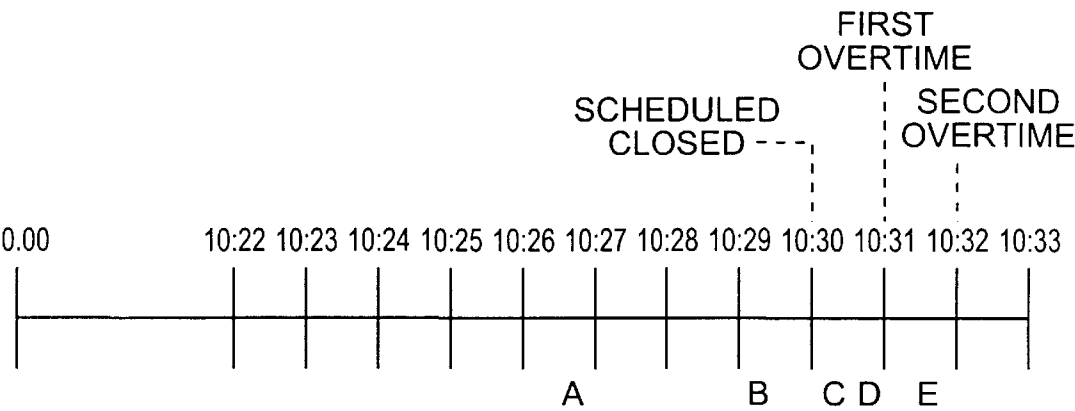 FIRST
OVERTIME
SCHEDULED
CLOSED
SECOND
OVERTIME
0.00 10:22 10:23 10:24 10:25 10:26 10:27 10:28 10:29 10:30 10:31 10:32 10:33
A B C D E